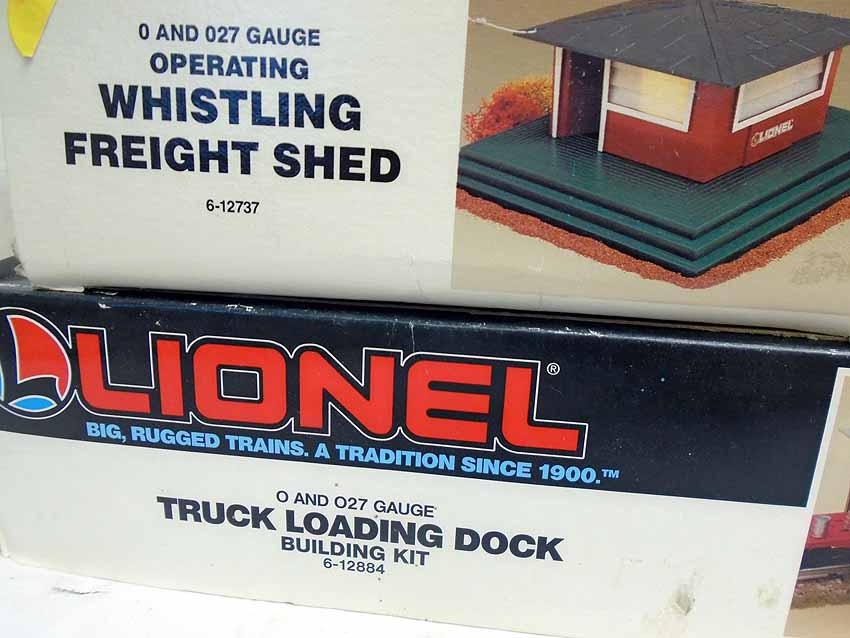 0 AND 027 GAUGE
OPERATING
WHISTLING
FREIGHT SHED
6-12737
LIONEL
LIONEL®
BIG, RUGGED TRAINS. A TRADITION SINCE 1900.™
O AND O27 GAUGE
TRUCK LOADING DOCK
BUILDING KIT
6-12884